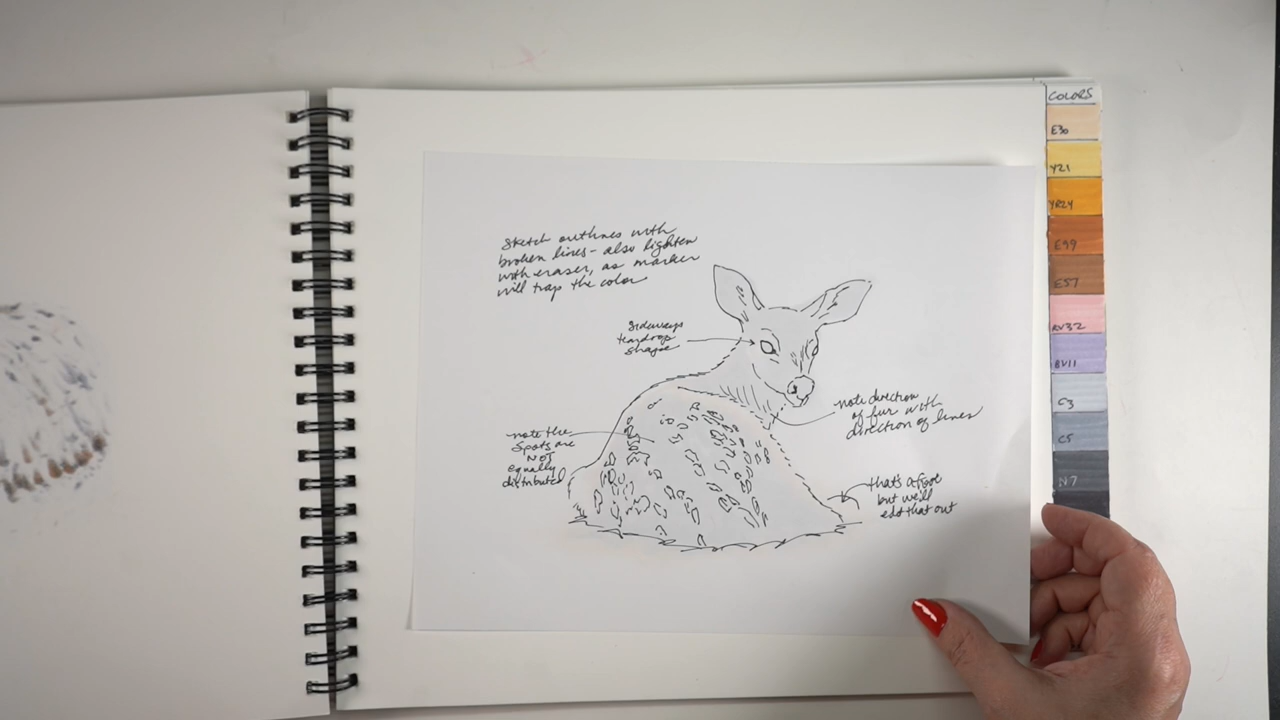 Sketch outlines with
broken lines - also lighten
with eraser, as marker
will trap the color
sideways
teardrop
shape
note direction
of fur with
direction of lines
note the
spots are
NOT
equally
distributed
that's a foot
but we'll
edit that out
COLORS
E30
Y21
YR24
E99
E57
RV32
BV11
C3
C5
N7